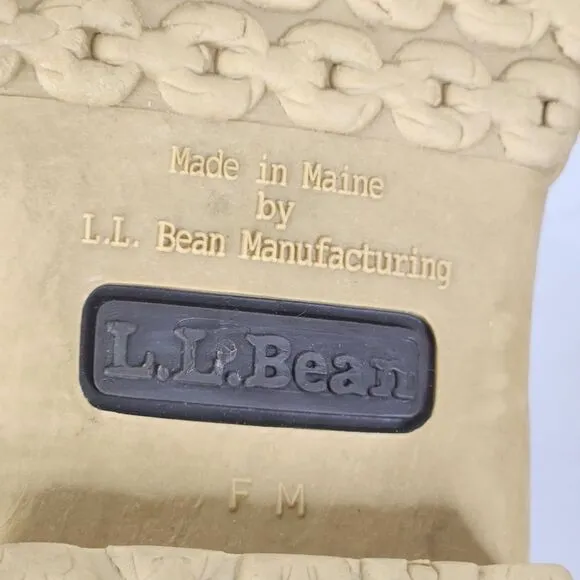 Made in Maine
by
L.L. Bean Manufacturing
L.L.Bean
F M